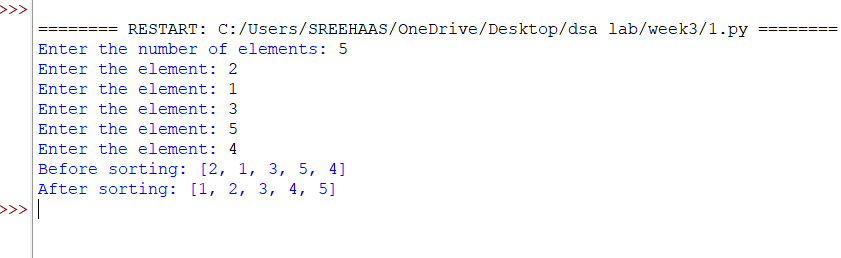 >>>
======== RESTART: C:/Users/SREEHAAS/OneDrive/Desktop/dsa lab/week3/1.py ========
Enter the number of elements: 5
Enter the element: 2
Enter the element: 1
Enter the element: 3
Enter the element: 5
Enter the element: 4
Before sorting: [2, 1, 3, 5, 4]
After sorting: [1, 2, 3, 4, 5]
>>>